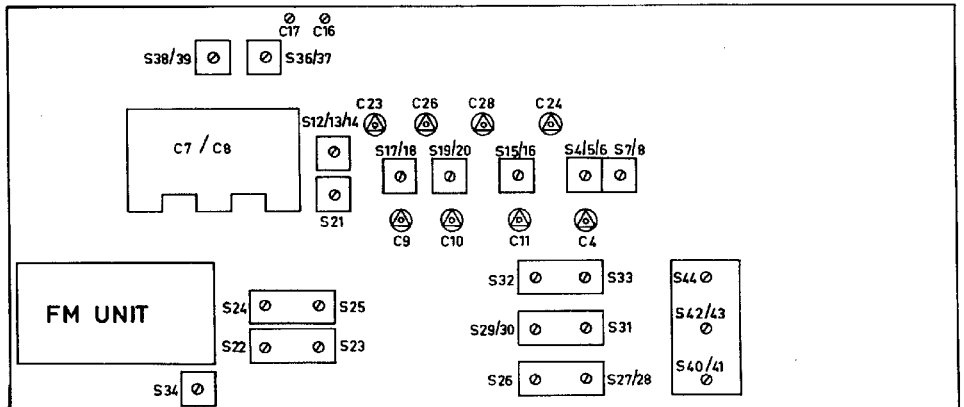 C17 C16
S38/39 S36/37
C23 C26 C28 C24
S12/13/14
C7 / C8
S17/18 S19/20 S15/16 S4/5/6 S7/8
S21
C9 C10 C11 C4
S32 S33 S44
FM UNIT
S24 S25
S42/43
S29/30 S31
S22 S23
S40/41
S34
S26 S27/28